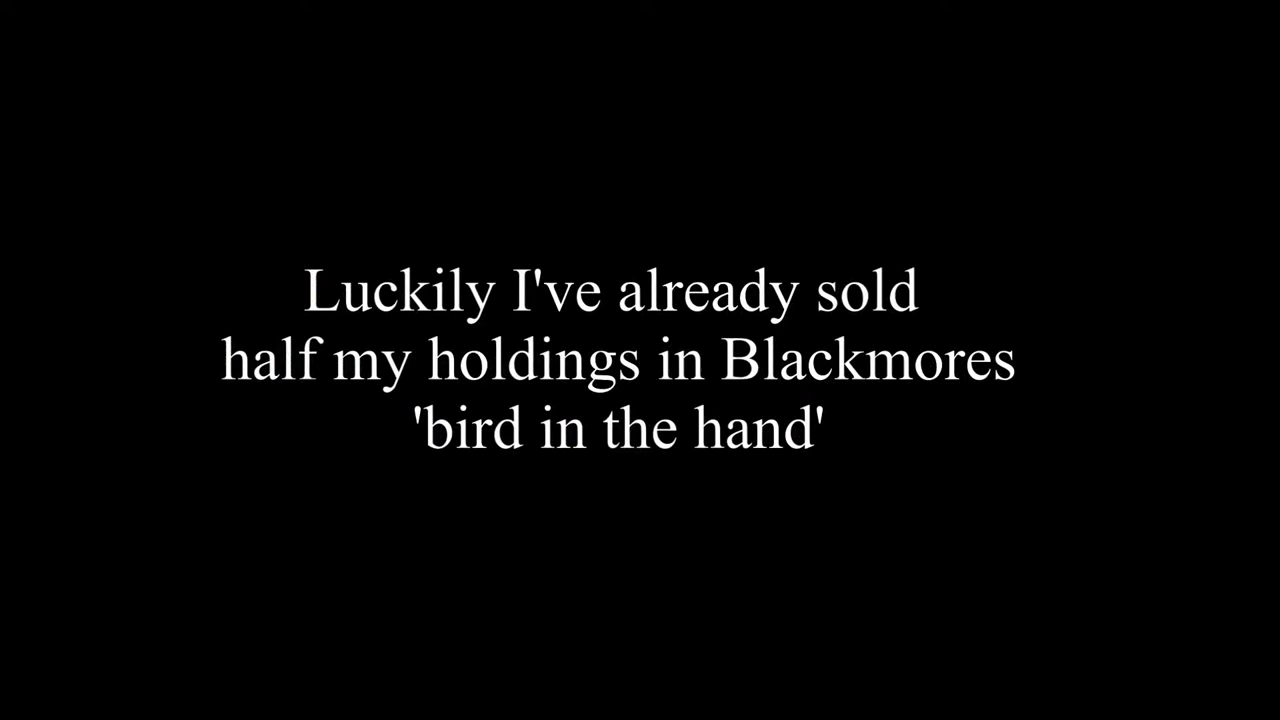 Luckily I've already sold
half my holdings in Blackmores
'bird in the hand'